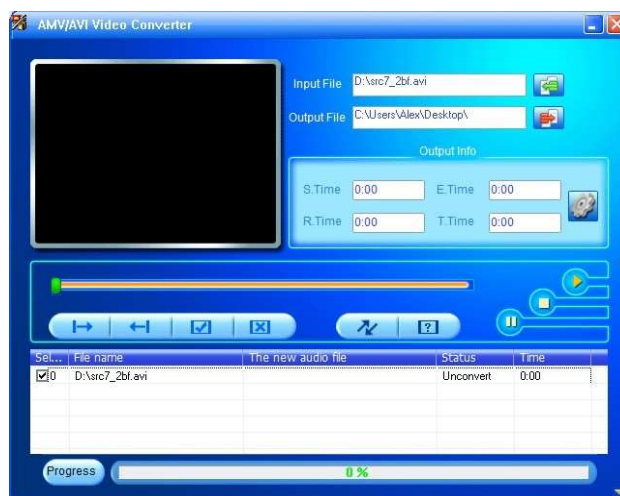 AMV/AVI Video Converter
Input File D:\src7_2bf.avi
Output File C:\Users\Alex\Desktop\
Output Info
S.Time 0:00 E.Time 0:00
R.Time 0:00 T.Time 0:00
Sel... File name The new audio file Status Time
0 D:\src7_2bf.avi Unconvert 0:00
Progress 0 %